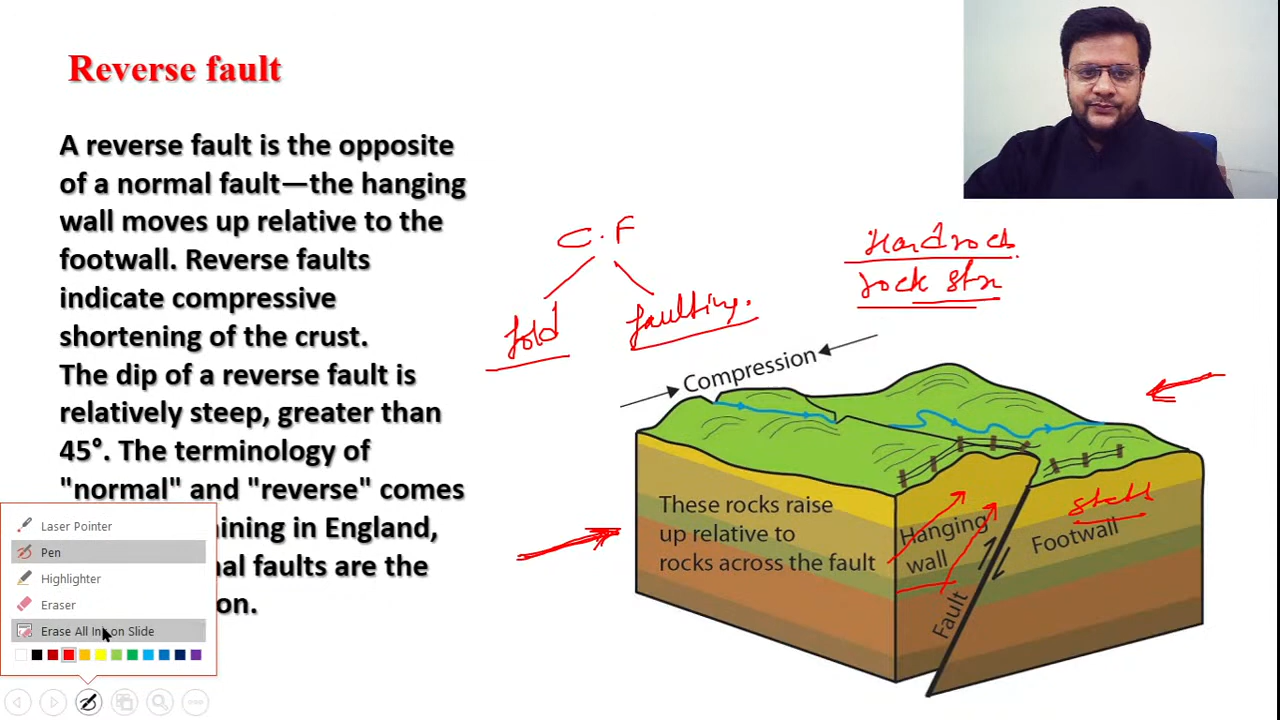 Reverse fault
A reverse fault is the opposite
of a normal fault—the hanging
wall moves up relative to the
footwall. Reverse faults
indicate compressive
shortening of the crust.
The dip of a reverse fault is
relatively steep, greater than
45°. The terminology of
"normal" and "reverse" comes
ining in England,
al faults are the
on.
C.F
fold
faulting.
Hard rock
rock
Compression
These rocks raise
up relative to
rocks across the fault
Hanging
wall
Fault
Footwall
Laser Pointer
Pen
Highlighter
Eraser
Erase All Ink on Slide